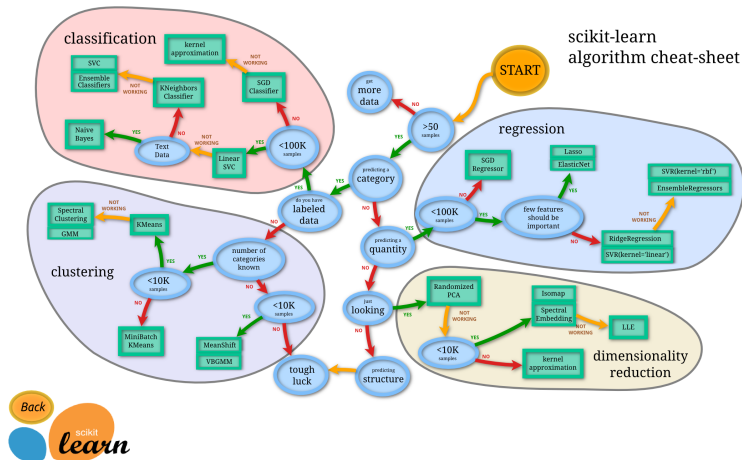 scikit-learn
algorithm cheat-sheet
classification
kernel
approximation
NOT
WORKING
SVC
Ensemble
Classifiers
NOT
WORKING
KNeighbors
Classifier
SGD
Classifier
NO
Naive
Bayes
YES
Text
Data
NO
NOT
WORKING
Linear
SVC
YES
<100K
samples
START
get
more
data
NO
>50
samples
YES
predicting a
category
YES
NO
do you have
labeled
data
YES
NO
regression
SGD
Regressor
NO
Lasso
ElasticNet
YES
SVR(kernel='rbf')
EnsembleRegressors
NOT
WORKING
<100K
samples
YES
few features
should be
important
NO
RidgeRegression
SVR(kernel='linear')
predicting a
quantity
YES
NO
clustering
Spectral
Clustering
GMM
NOT
WORKING
KMeans
YES
number of
categories
known
YES
NO
<10K
samples
NO
MiniBatch
KMeans
<10K
samples
YES
NO
MeanShift
VBGMM
just
looking
YES
NO
Randomized
PCA
NOT
WORKING
<10K
samples
YES
NO
Isomap
Spectral
Embedding
NOT
WORKING
LLE
kernel
approximation
dimensionality
reduction
tough
luck
predicting
structure
Back
scikit
learn